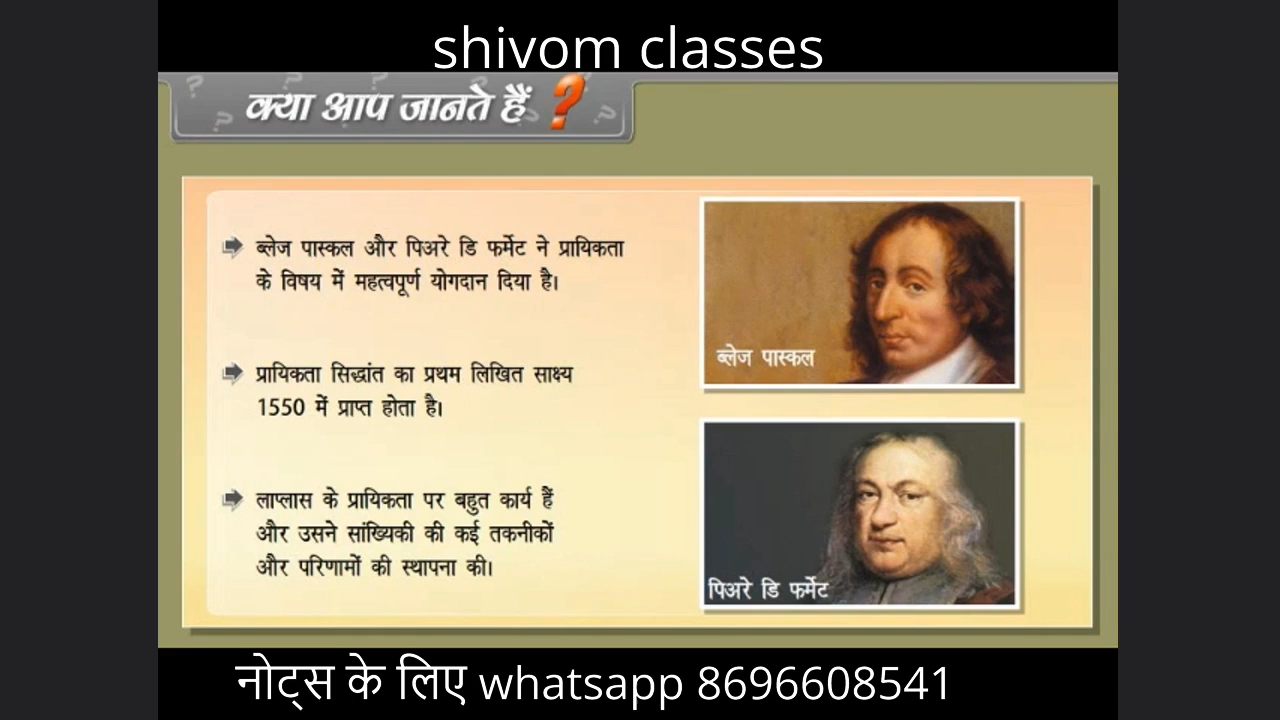 shivom classes
क्या आप जानते हैं ?
ब्लेज पास्कल और पिअरे डि फर्मेट ने प्रायिकता
के विषय में महत्वपूर्ण योगदान दिया है।
प्रायिकता सिद्धांत का प्रथम लिखित साक्ष्य
1550 में प्राप्त होता है।
लाप्लास के प्रायिकता पर बहुत कार्य हैं
और उसने सांख्यिकी की कई तकनीकों
और परिणामों की स्थापना की।
ब्लेज पास्कल
पिअरे डि फर्मेट
नोट्स के लिए whatsapp 8696608541